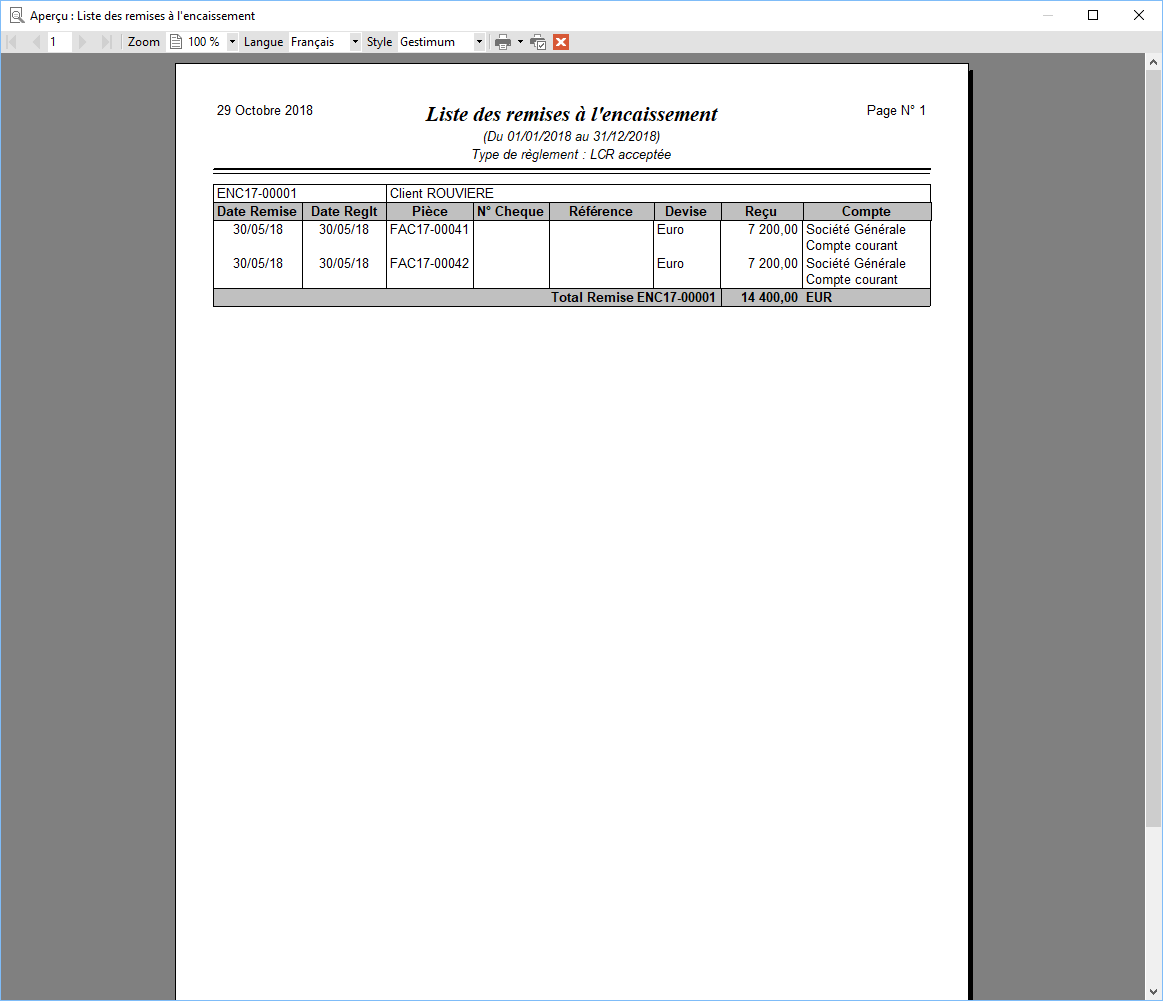 Aperçu : Liste des remises à l'encaissement
1 Zoom 100 % Langue Français Style Gestimum
29 Octobre 2018 Liste des remises à l'encaissement Page N° 1
(Du 01/01/2018 au 31/12/2018)
Type de règlement : LCR acceptée
ENC17-00001 Client ROUVIERE
Date Remise Date Reglt Pièce N° Cheque Référence Devise Reçu Compte
30/05/18 30/05/18 FAC17-00041 Euro 7 200,00 Société Générale
Compte courant
30/05/18 30/05/18 FAC17-00042 Euro 7 200,00 Société Générale
Compte courant
Total Remise ENC17-00001 14 400,00 EUR